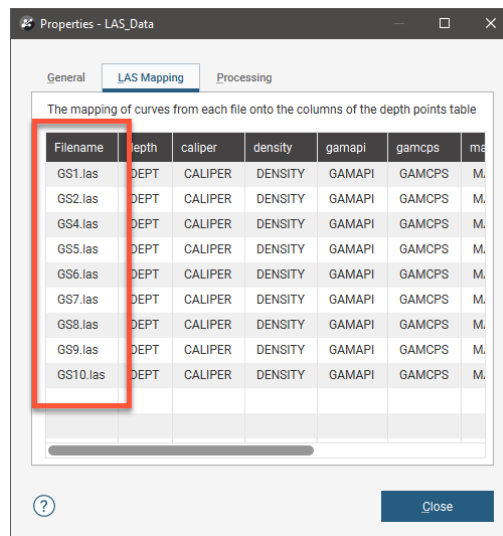 Properties - LAS_Data
General LAS Mapping Processing
The mapping of curves from each file onto the columns of the depth points table
Filename depth caliper density gamapi gamcps ma
GS1.las DEPT CALIPER DENSITY GAMAPI GAMCPS M
GS2.las DEPT CALIPER DENSITY GAMAPI GAMCPS M
GS4.las DEPT CALIPER DENSITY GAMAPI GAMCPS M
GS5.las DEPT CALIPER DENSITY GAMAPI GAMCPS M
GS6.las DEPT CALIPER DENSITY GAMAPI GAMCPS M
GS7.las DEPT CALIPER DENSITY GAMAPI GAMCPS M
GS8.las DEPT CALIPER DENSITY GAMAPI GAMCPS M
GS9.las DEPT CALIPER DENSITY GAMAPI GAMCPS M
GS10.las DEPT CALIPER DENSITY GAMAPI GAMCPS M
? Close